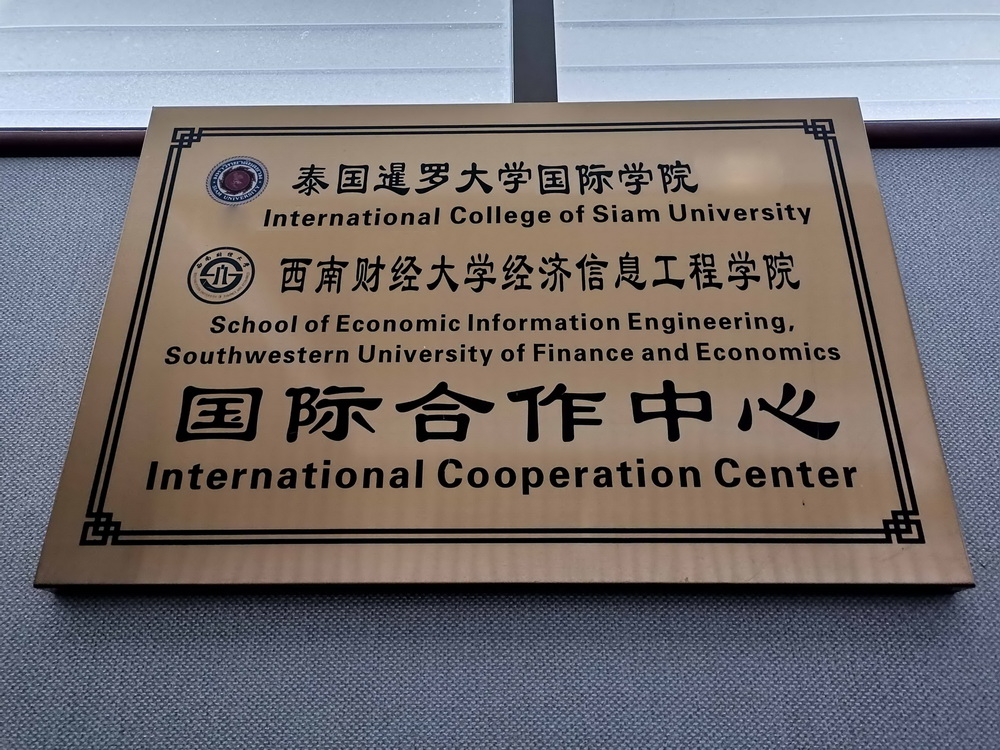 泰国暹罗大学国际学院
International College of Siam University
西南财经大学经济信息工程学院
School of Economic Information Engineering,
Southwestern University of Finance and Economics
国际合作中心
International Cooperation Center